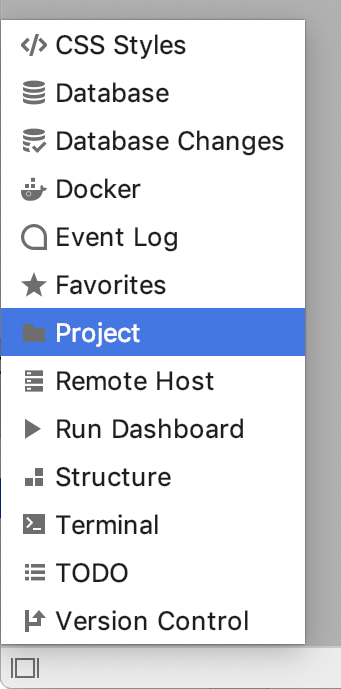 CSS Styles
Database
Database Changes
Docker
Event Log
Favorites
Project
Remote Host
Run Dashboard
Structure
Terminal
TODO
Version Control